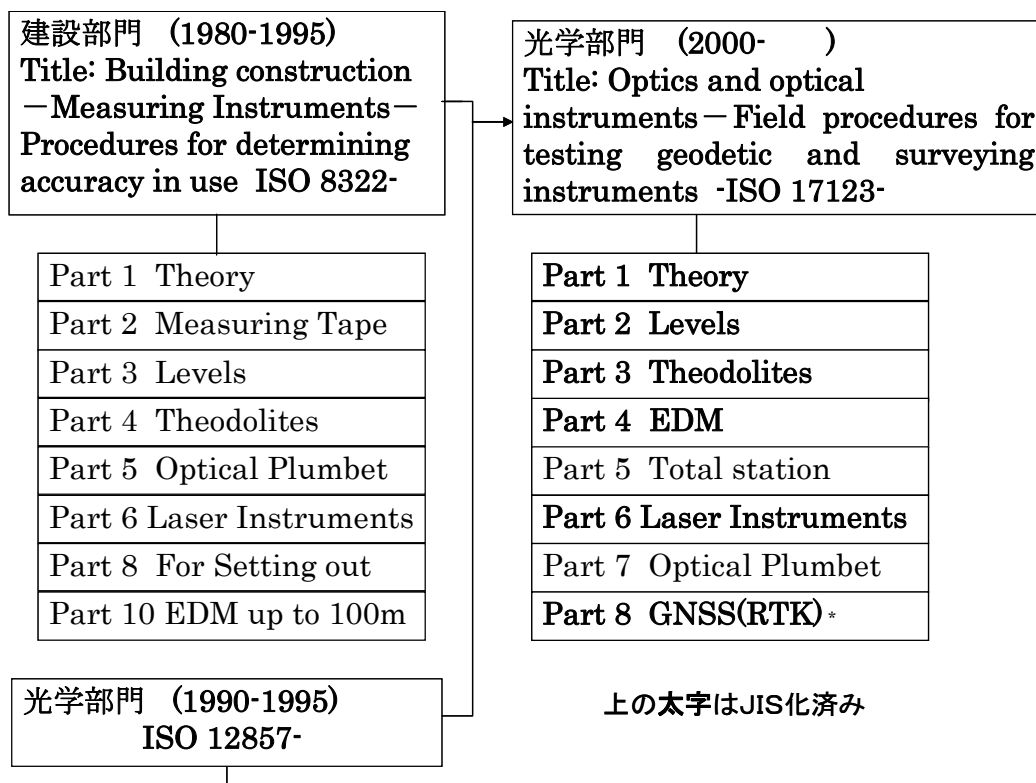 建設部門 (1980-1995)
Title: Building construction
－Measuring Instruments－
Procedures for determining
accuracy in use ISO 8322-
Part 1 Theory
Part 2 Measuring Tape
Part 3 Levels
Part 4 Theodolites
Part 5 Optical Plumbet
Part 6 Laser Instruments
Part 8 For Setting out
Part 10 EDM up to 100m
光学部門 (1990-1995)
ISO 12857-
光学部門 (2000- )
Title: Optics and optical
instruments－Field procedures for
testing geodetic and surveying
instruments -ISO 17123-
Part 1 Theory
Part 2 Levels
Part 3 Theodolites
Part 4 EDM
Part 5 Total station
Part 6 Laser Instruments
Part 7 Optical Plumbet
Part 8 GNSS(RTK) *
上の太字はJIS化済み